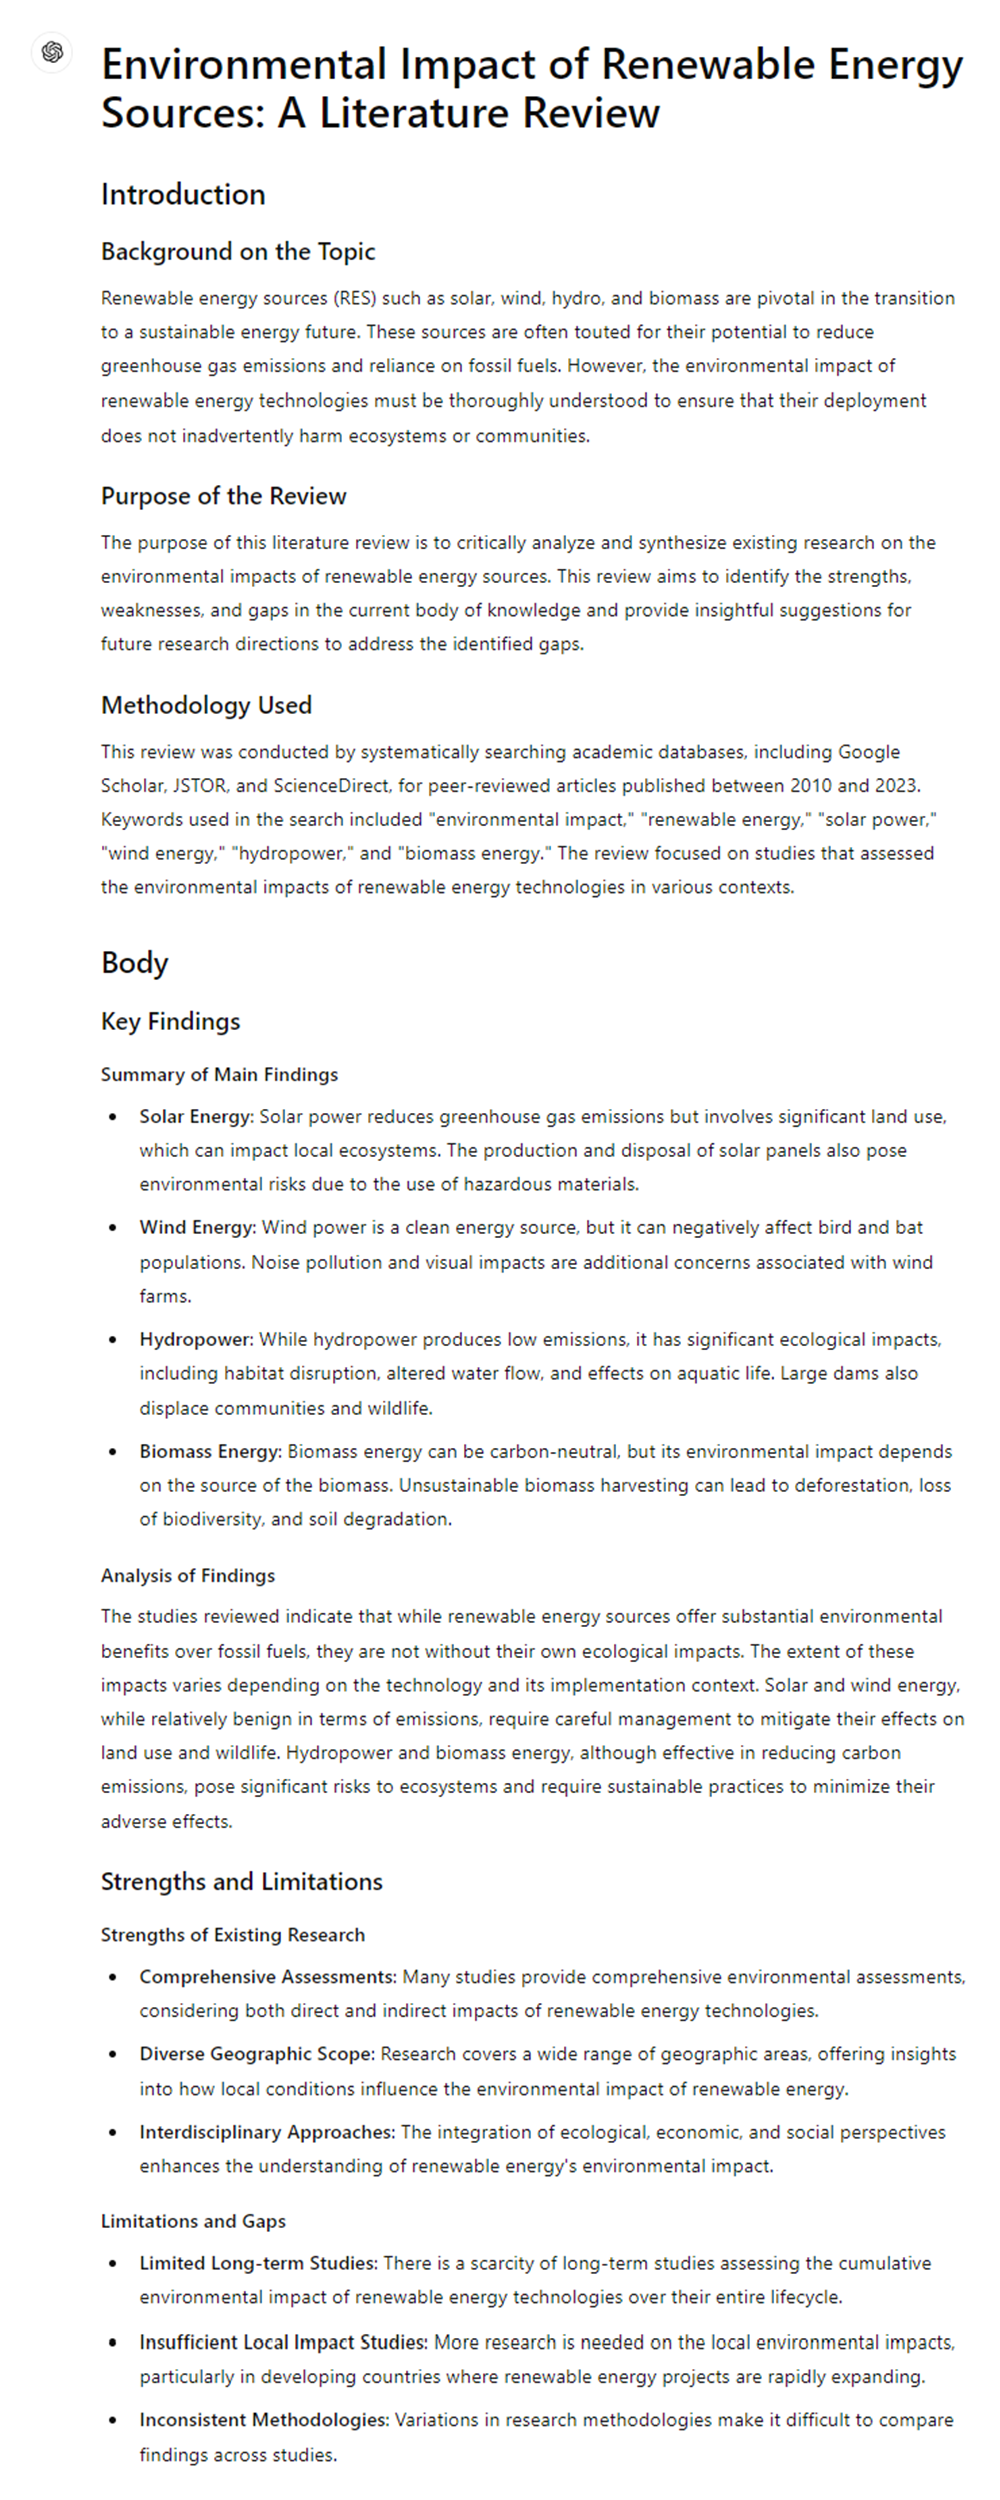 Environmental Impact of Renewable Energy
Sources: A Literature Review
Introduction
Background on the Topic
Renewable energy sources (RES) such as solar, wind, hydro, and biomass are pivotal in the transition
to a sustainable energy future. These sources are often touted for their potential to reduce
greenhouse gas emissions and reliance on fossil fuels. However, the environmental impact of
renewable energy technologies must be thoroughly understood to ensure that their deployment
does not inadvertently harm ecosystems or communities.
Purpose of the Review
The purpose of this literature review is to critically analyze and synthesize existing research on the
environmental impacts of renewable energy sources. This review aims to identify the strengths,
weaknesses, and gaps in the current body of knowledge and provide insightful suggestions for
future research directions to address the identified gaps.
Methodology Used
This review was conducted by systematically searching academic databases, including Google
Scholar, JSTOR, and ScienceDirect, for peer-reviewed articles published between 2010 and 2023.
Keywords used in the search included "environmental impact," "renewable energy," "solar power,"
"wind energy," "hydropower," and "biomass energy." The review focused on studies that assessed
the environmental impacts of renewable energy technologies in various contexts.
Body
Key Findings
Summary of Main Findings
• Solar Energy: Solar power reduces greenhouse gas emissions but involves significant land use,
which can impact local ecosystems. The production and disposal of solar panels also pose
environmental risks due to the use of hazardous materials.
• Wind Energy: Wind power is a clean energy source, but it can negatively affect bird and bat
populations. Noise pollution and visual impacts are additional concerns associated with wind
farms.
• Hydropower: While hydropower produces low emissions, it has significant ecological impacts,
including habitat disruption, altered water flow, and effects on aquatic life. Large dams also
displace communities and wildlife.
• Biomass Energy: Biomass energy can be carbon-neutral, but its environmental impact depends
on the source of the biomass. Unsustainable biomass harvesting can lead to deforestation, loss
of biodiversity, and soil degradation.
Analysis of Findings
The studies reviewed indicate that while renewable energy sources offer substantial environmental
benefits over fossil fuels, they are not without their own ecological impacts. The extent of these
impacts varies depending on the technology and its implementation context. Solar and wind energy,
while relatively benign in terms of emissions, require careful management to mitigate their effects on
land use and wildlife. Hydropower and biomass energy, although effective in reducing carbon
emissions, pose significant risks to ecosystems and require sustainable practices to minimize their
adverse effects.
Strengths and Limitations
Strengths of Existing Research
• Comprehensive Assessments: Many studies provide comprehensive environmental assessments,
considering both direct and indirect impacts of renewable energy technologies.
• Diverse Geographic Scope: Research covers a wide range of geographic areas, offering insights
into how local conditions influence the environmental impact of renewable energy.
• Interdisciplinary Approaches: The integration of ecological, economic, and social perspectives
enhances the understanding of renewable energy's environmental impact.
Limitations and Gaps
• Limited Long-term Studies: There is a scarcity of long-term studies assessing the cumulative
environmental impact of renewable energy technologies over their entire lifecycle.
• Insufficient Local Impact Studies: More research is needed on the local environmental impacts,
particularly in developing countries where renewable energy projects are rapidly expanding.
• Inconsistent Methodologies: Variations in research methodologies make it difficult to compare
findings across studies.